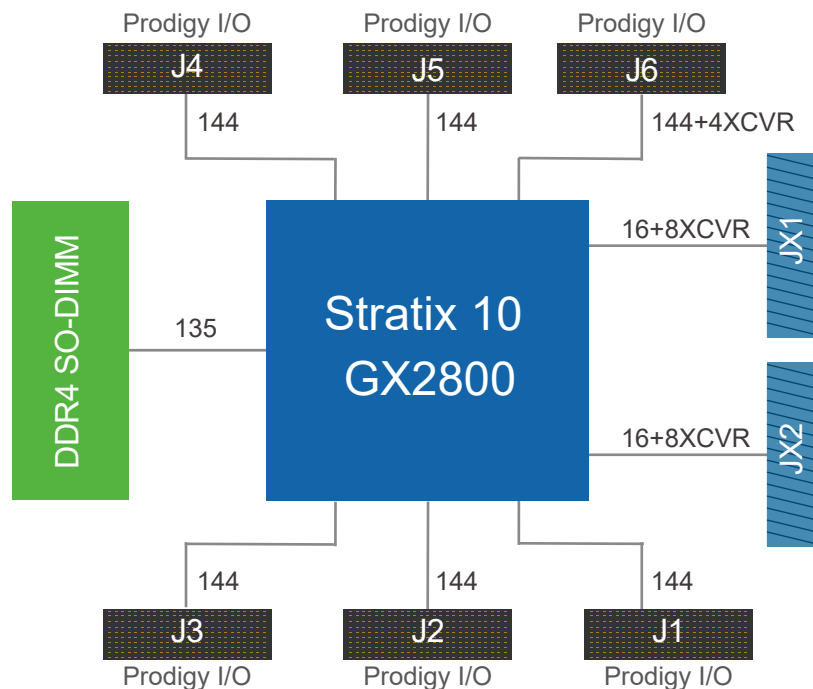 Prodigy I/O
Prodigy I/O
Prodigy I/O
J4
J5
J6
144
144
144+4XCVR
16+8XCVR
JX1
DDR4 SO-DIMM
135
Stratix 10
GX2800
16+8XCVR
JX2
144
144
144
J3
J2
J1
Prodigy I/O
Prodigy I/O
Prodigy I/O